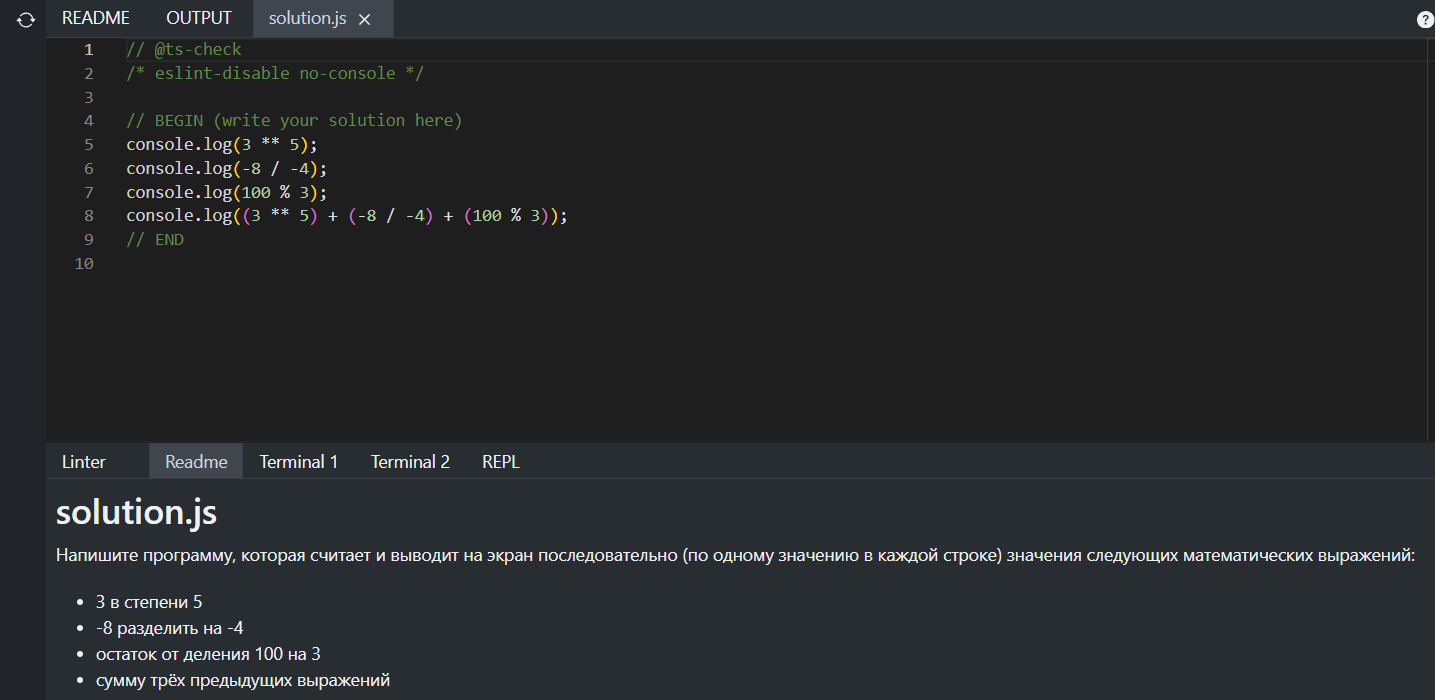 README OUTPUT solution.js ×
?
1 // @ts-check
2 /* eslint-disable no-console */
3
4 // BEGIN (write your solution here)
5 console.log(3 ** 5);
6 console.log(-8 / -4);
7 console.log(100 % 3);
8 console.log((3 ** 5) + (-8 / -4) + (100 % 3));
9 // END
10
Linter Readme Terminal 1 Terminal 2 REPL
solution.js
Напишите программу, которая считает и выводит на экран последовательно (по одному значению в каждой строке) значения следующих математических выражений:
• 3 в степени 5
• -8 разделить на -4
• остаток от деления 100 на 3
• сумму трёх предыдущих выражений